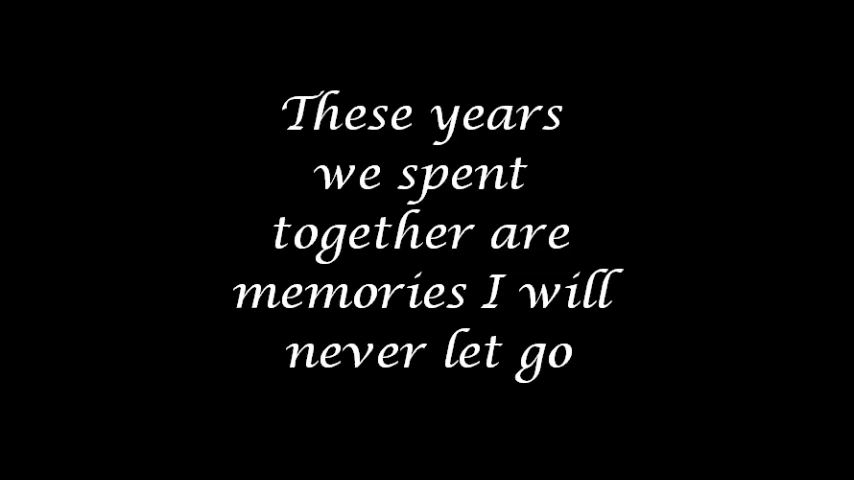 These years
we spent
together are
memories I will
never let go